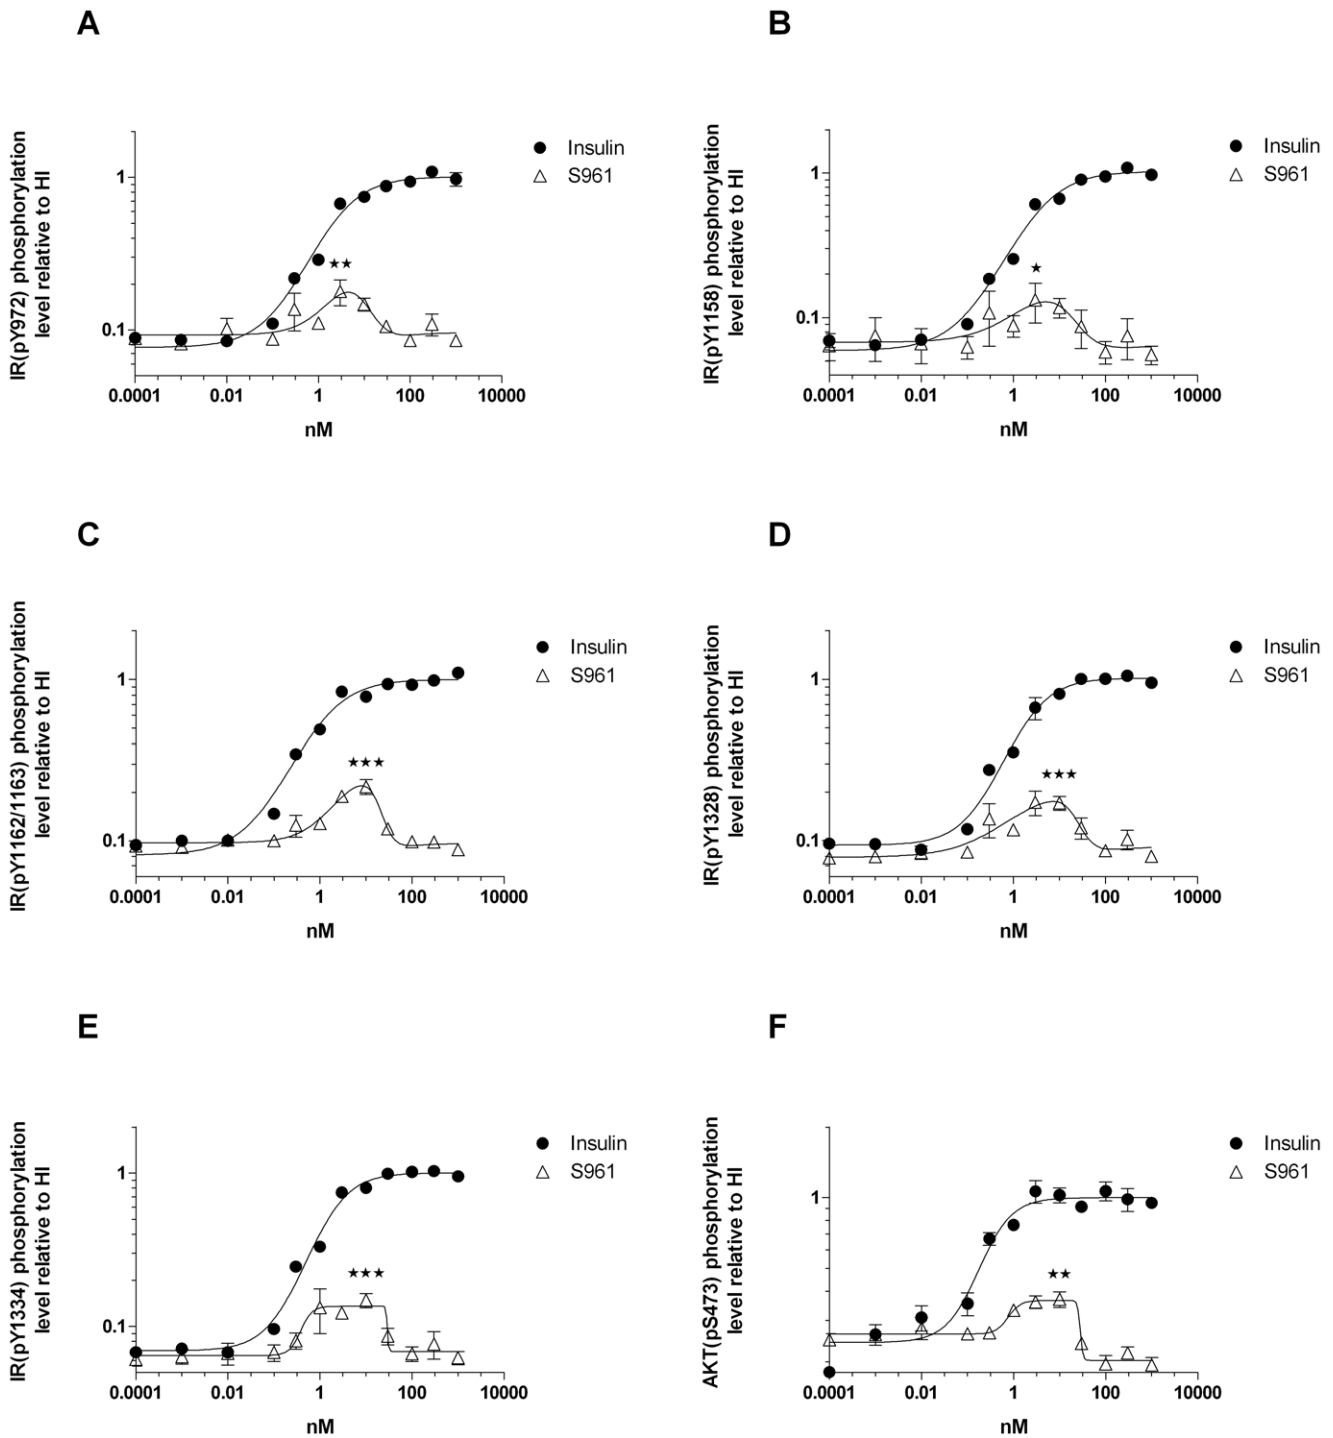 A
IR(pY972) phosphorylation
level relative to HI
1
0.1
0.0001
0.01
1
100
10000
nM
★★
Insulin
S961
B
IR(pY1158) phosphorylation
level relative to HI
1
0.1
0.0001
0.01
1
100
10000
nM
★
Insulin
S961
C
IR(pY1162/1163) phosphorylation
level relative to HI
1
0.1
0.0001
0.01
1
100
10000
nM
★★★
Insulin
S961
D
IR(pY1328) phosphorylation
level relative to HI
1
0.1
0.0001
0.01
1
100
10000
nM
★★★
Insulin
S961
E
IR(pY1334) phosphorylation
level relative to HI
1
0.1
0.0001
0.01
1
100
10000
nM
★★★
Insulin
S961
F
AKT(pS473) phosphorylation
level relative to HI
1
0.0001
0.01
1
100
10000
nM
★★
Insulin
S961